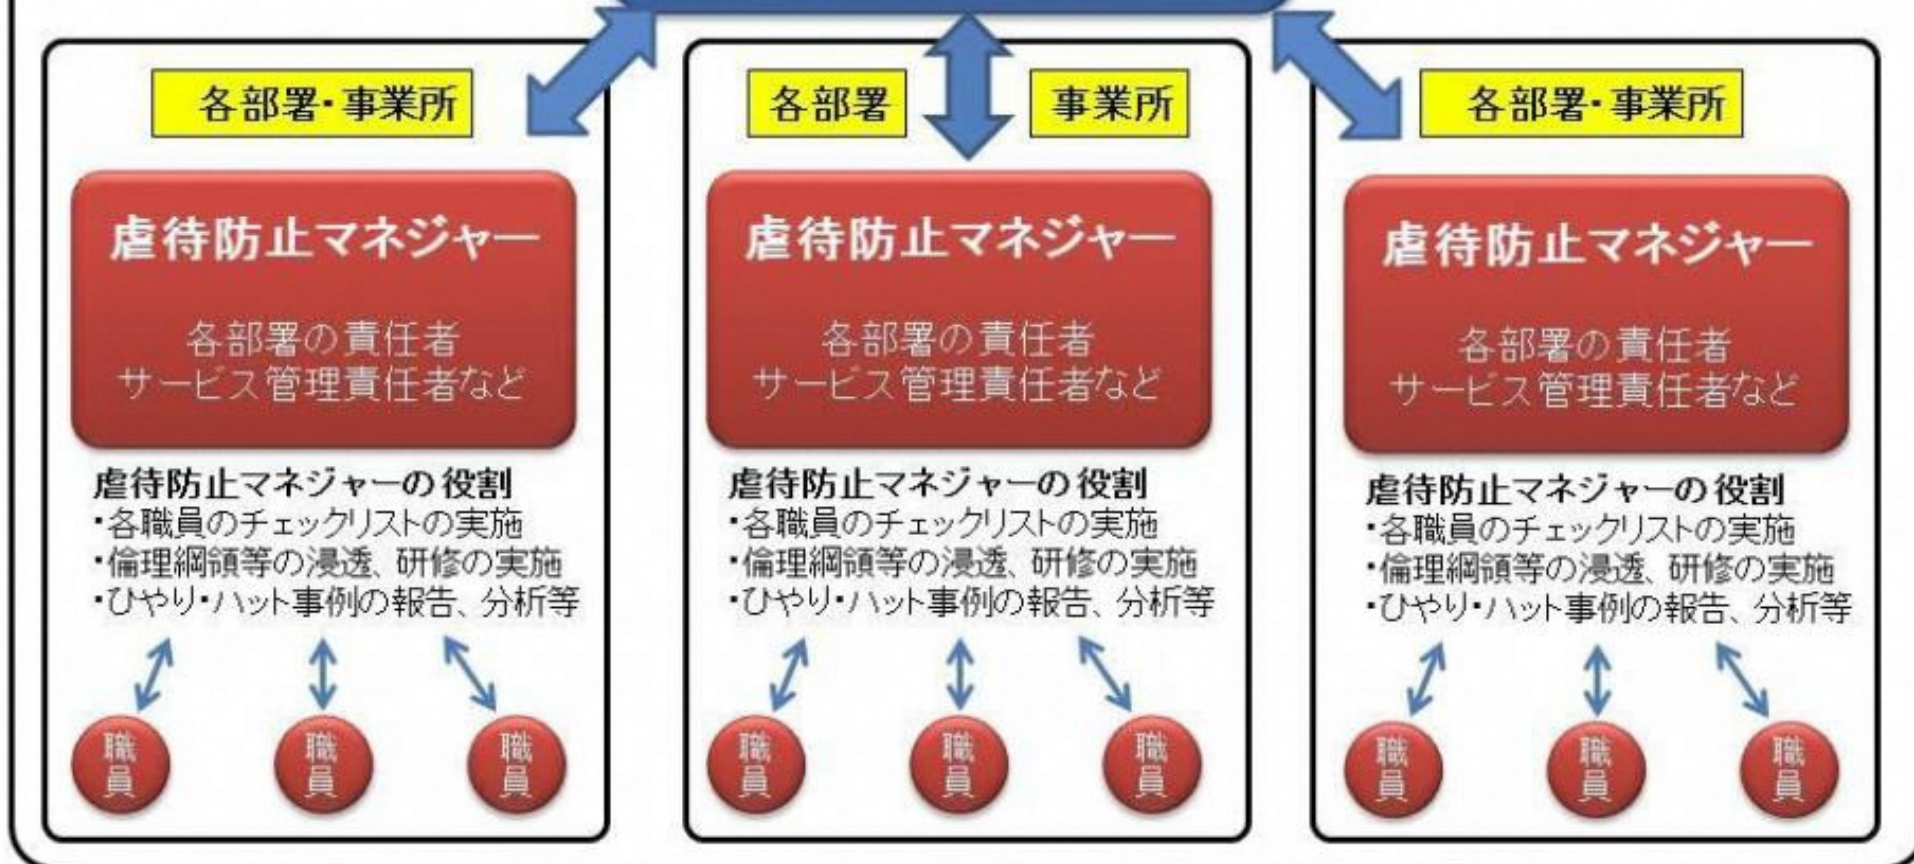 各部署・事業所
虐待防止マネジャー
各部署の責任者
サービス管理責任者など
虐待防止マネジャーの役割
・各職員のチェックリストの実施
・倫理綱領等の浸透、研修の実施
・ひやり・ハット事例の報告、分析等
職員
職員
職員
各部署
事業所
虐待防止マネジャー
各部署の責任者
サービス管理責任者など
虐待防止マネジャーの役割
・各職員のチェックリストの実施
・倫理綱領等の浸透、研修の実施
・ひやり・ハット事例の報告、分析等
職員
職員
職員
各部署・事業所
虐待防止マネジャー
各部署の責任者
サービス管理責任者など
虐待防止マネジャーの役割
・各職員のチェックリストの実施
・倫理綱領等の浸透、研修の実施
・ひやり・ハット事例の報告、分析等
職員
職員
職員